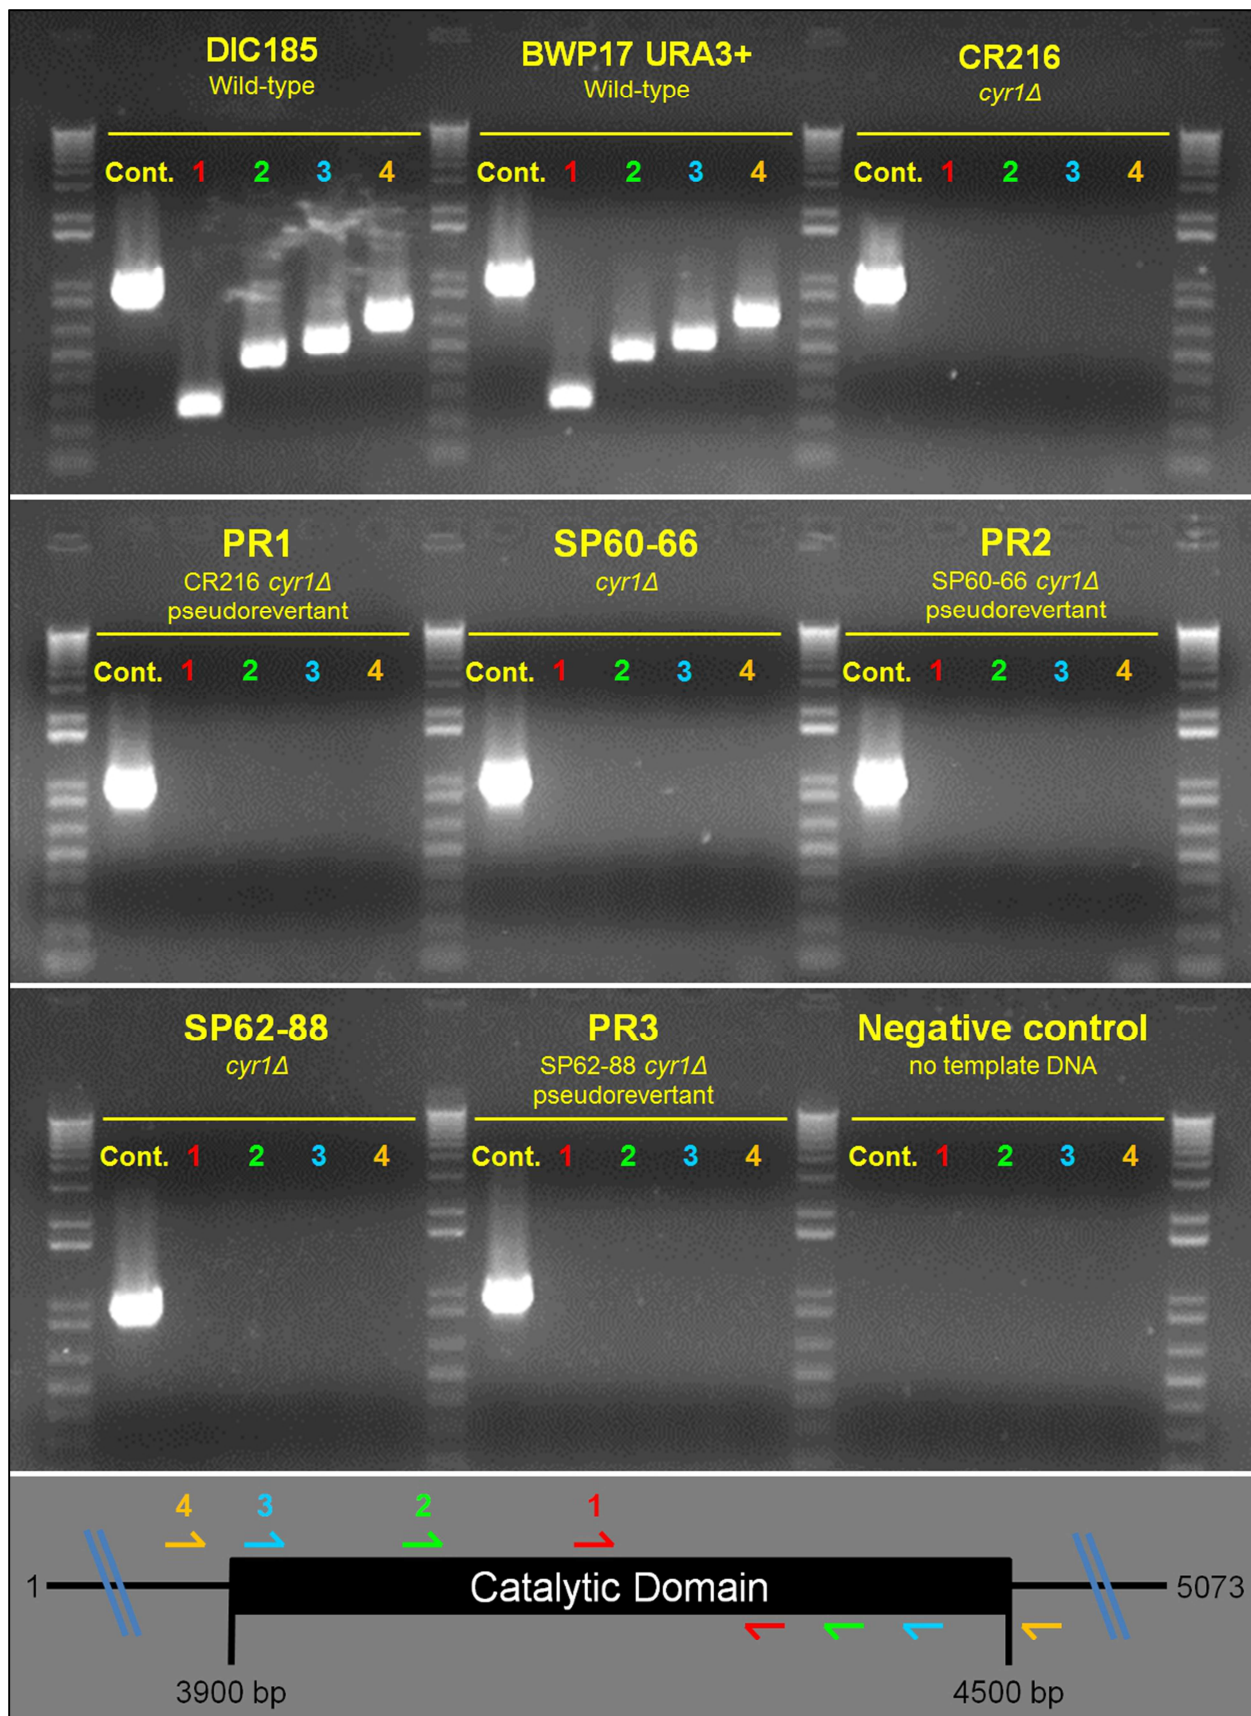 DIC185
Wild-type
Cont. 1 2 3 4
BWP17 URA3+
Wild-type
Cont. 1 2 3 4
CR216
cyr1Δ
Cont. 1 2 3 4
PR1
CR216 cyr1Δ
pseudorevertant
Cont. 1 2 3 4
SP60-66
cyr1Δ
Cont. 1 2 3 4
PR2
SP60-66 cyr1Δ
pseudorevertant
Cont. 1 2 3 4
SP62-88
cyr1Δ
Cont. 1 2 3 4
PR3
SP62-88 cyr1Δ
pseudorevertant
Cont. 1 2 3 4
Negative control
no template DNA
Cont. 1 2 3 4
4 3 2 1
1 Catalytic Domain 5073
3900 bp 4500 bp